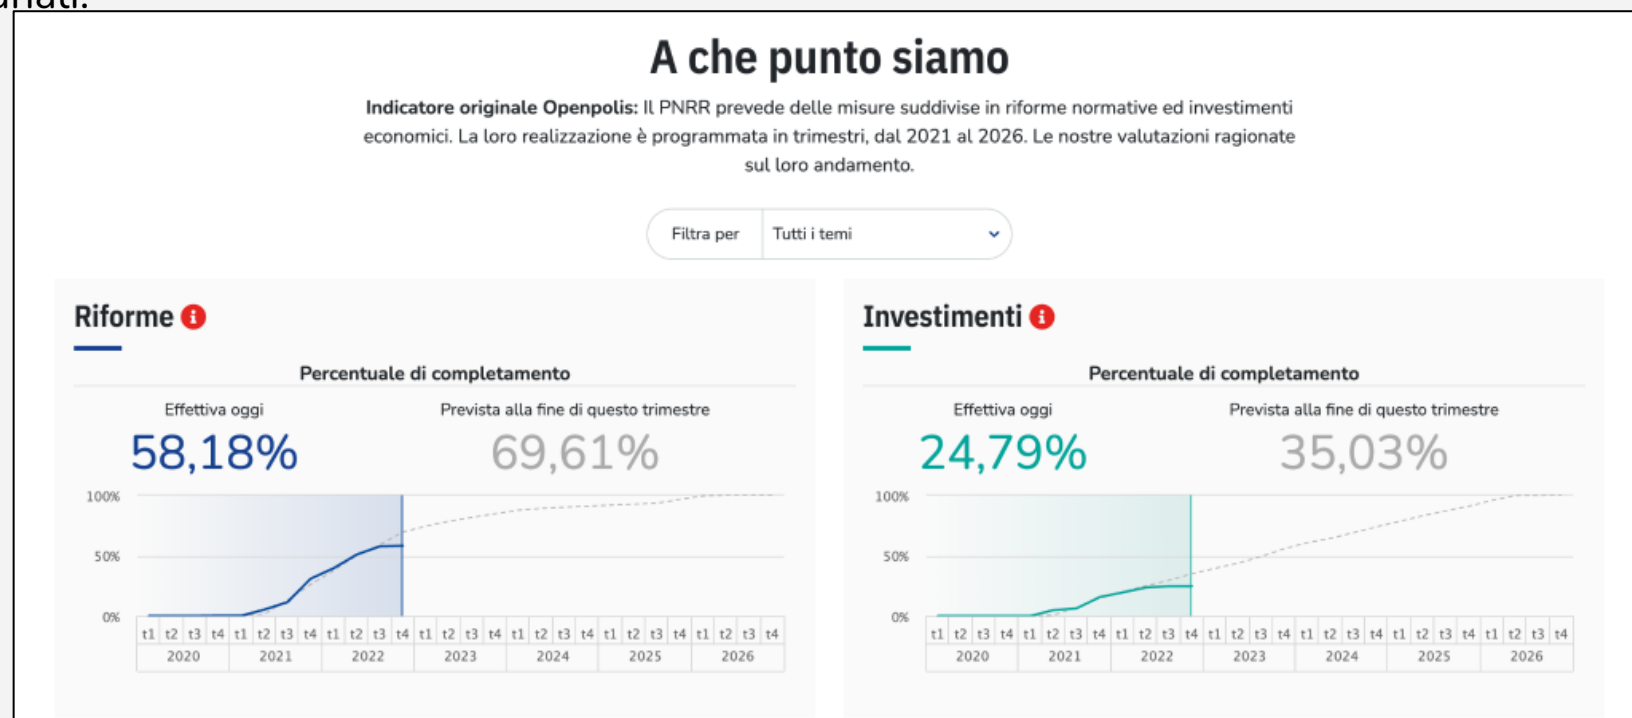 A che punto siamo
Indicatore originale Openpolis: Il PNRR prevede delle misure suddivise in riforme normative ed investimenti
economici. La loro realizzazione è programmata in trimestri, dal 2021 al 2026. Le nostre valutazioni ragionate
sul loro andamento.
Filtra per Tutti i temi
Riforme
Percentuale di completamento
Effettiva oggi Prevista alla fine di questo trimestre
58,18% 69,61%
100%
50%
0%
t1 t2 t3 t4 t1 t2 t3 t4 t1 t2 t3 t4 t1 t2 t3 t4 t1 t2 t3 t4 t1 t2 t3 t4 t1 t2 t3 t4
2020 2021 2022 2023 2024 2025 2026
Investimenti
Percentuale di completamento
Effettiva oggi Prevista alla fine di questo trimestre
24,79% 35,03%
100%
50%
0%
t1 t2 t3 t4 t1 t2 t3 t4 t1 t2 t3 t4 t1 t2 t3 t4 t1 t2 t3 t4 t1 t2 t3 t4 t1 t2 t3 t4
2020 2021 2022 2023 2024 2025 2026